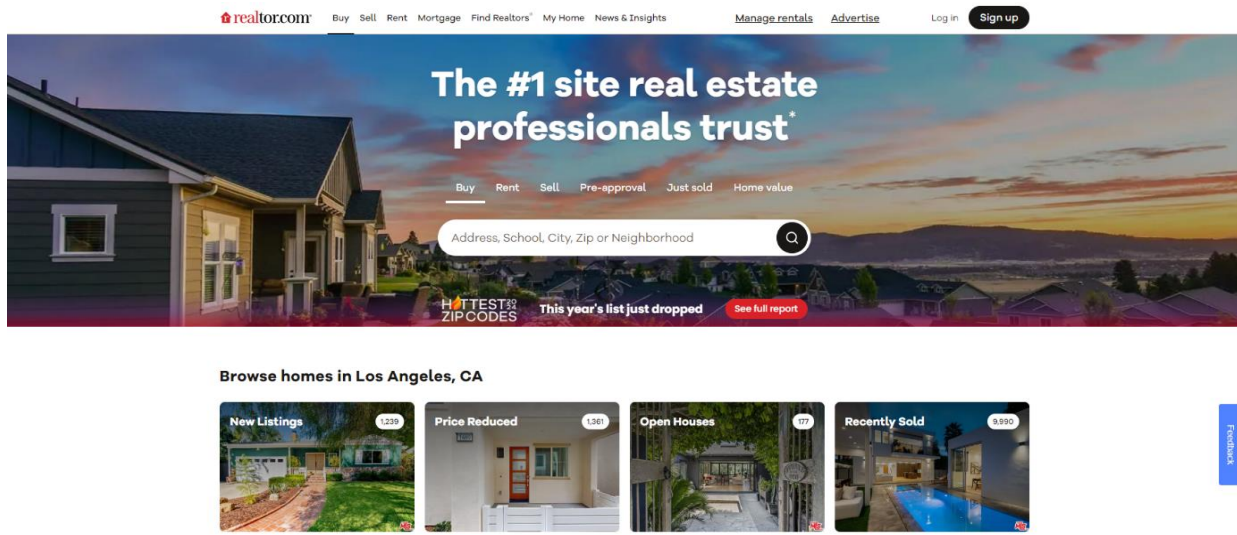 realtor.com Buy Sell Rent Mortgage Find Realtors® My Home News & Insights Manage rentals Advertise Log in Sign up
The #1 site real estate
professionals trust*
Buy Rent Sell Pre-approval Just sold Home value
Address, School, City, Zip or Neighborhood
HOTTEST 2024
ZIP CODES
This year's list just dropped See full report
Browse homes in Los Angeles, CA
New Listings 1,239 Price Reduced 1,361 Open Houses 177 Recently Sold 9,990
Feedback